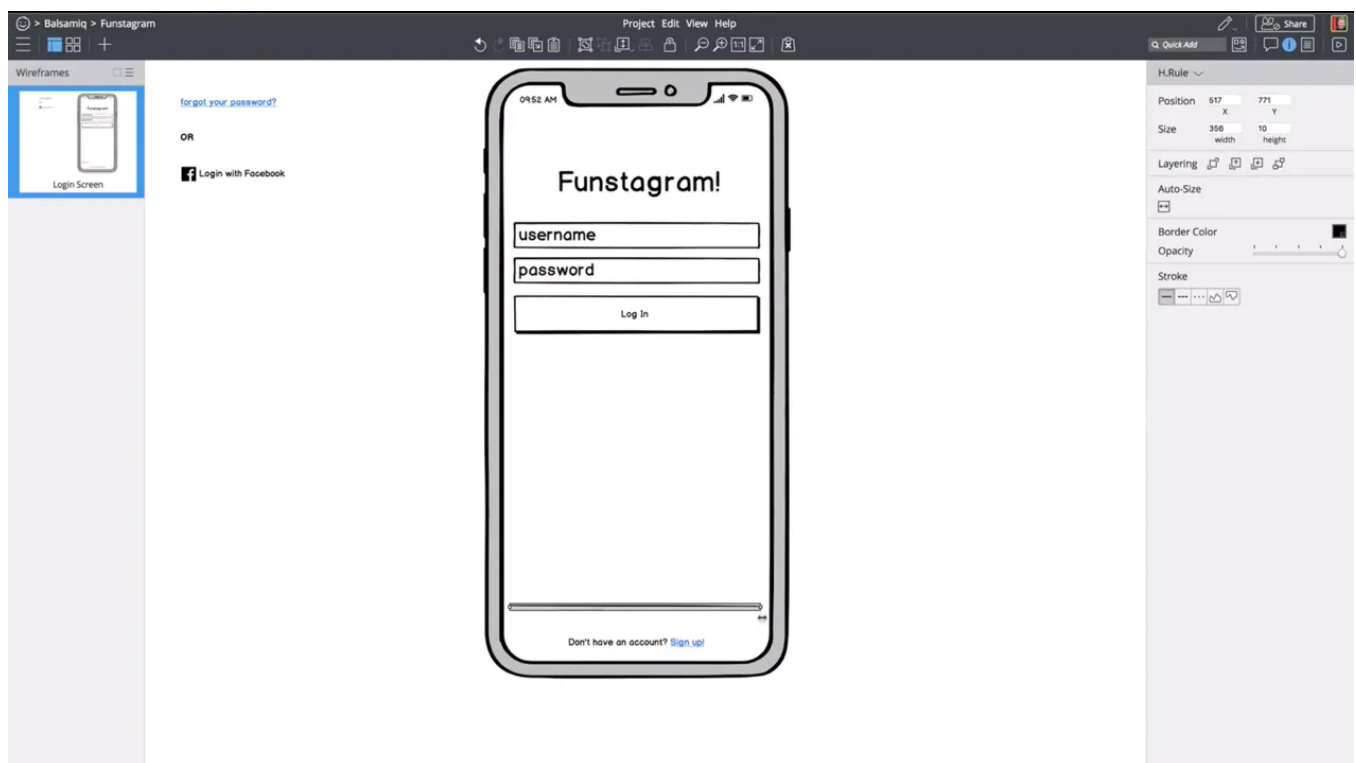 > Balsamiq > Funstagram
Project Edit View Help
Share
Quick Add
Wireframes
Login Screen
forgot your password?
OR
Login with Facebook
09:52 AM
Funstagram!
username
password
Log In
Don't have an account? Sign up!
H.Rule
Position 517 771
X Y
Size 356 10
width height
Layering
Auto-Size
Border Color
Opacity
Stroke